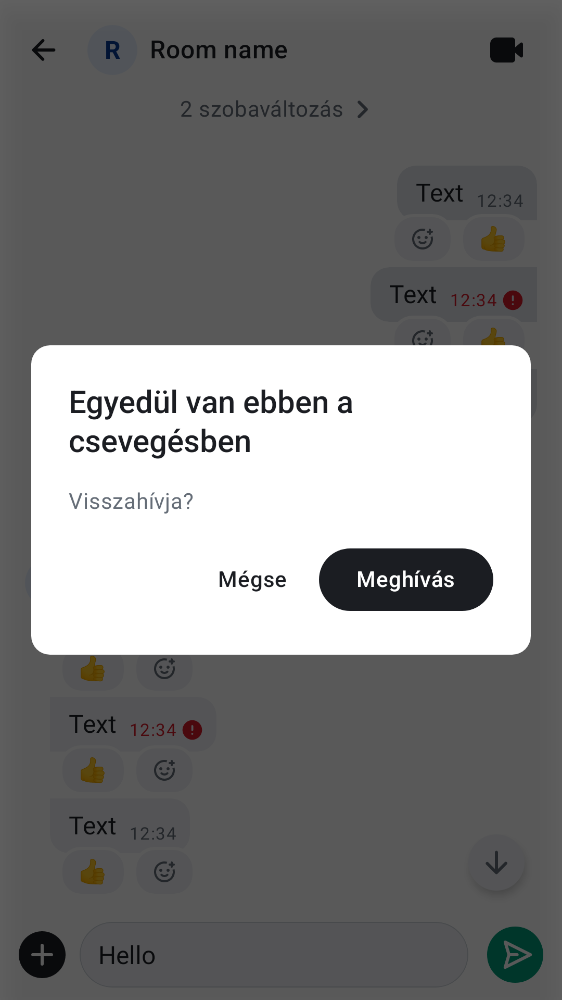 R Room name
2 szobaváltozás
Text 12:34
Text 12:34
Egyedül van ebben a
csevegésben
Visszahívja?
Mégse Meghívás
Text 12:34
Text 12:34
Hello